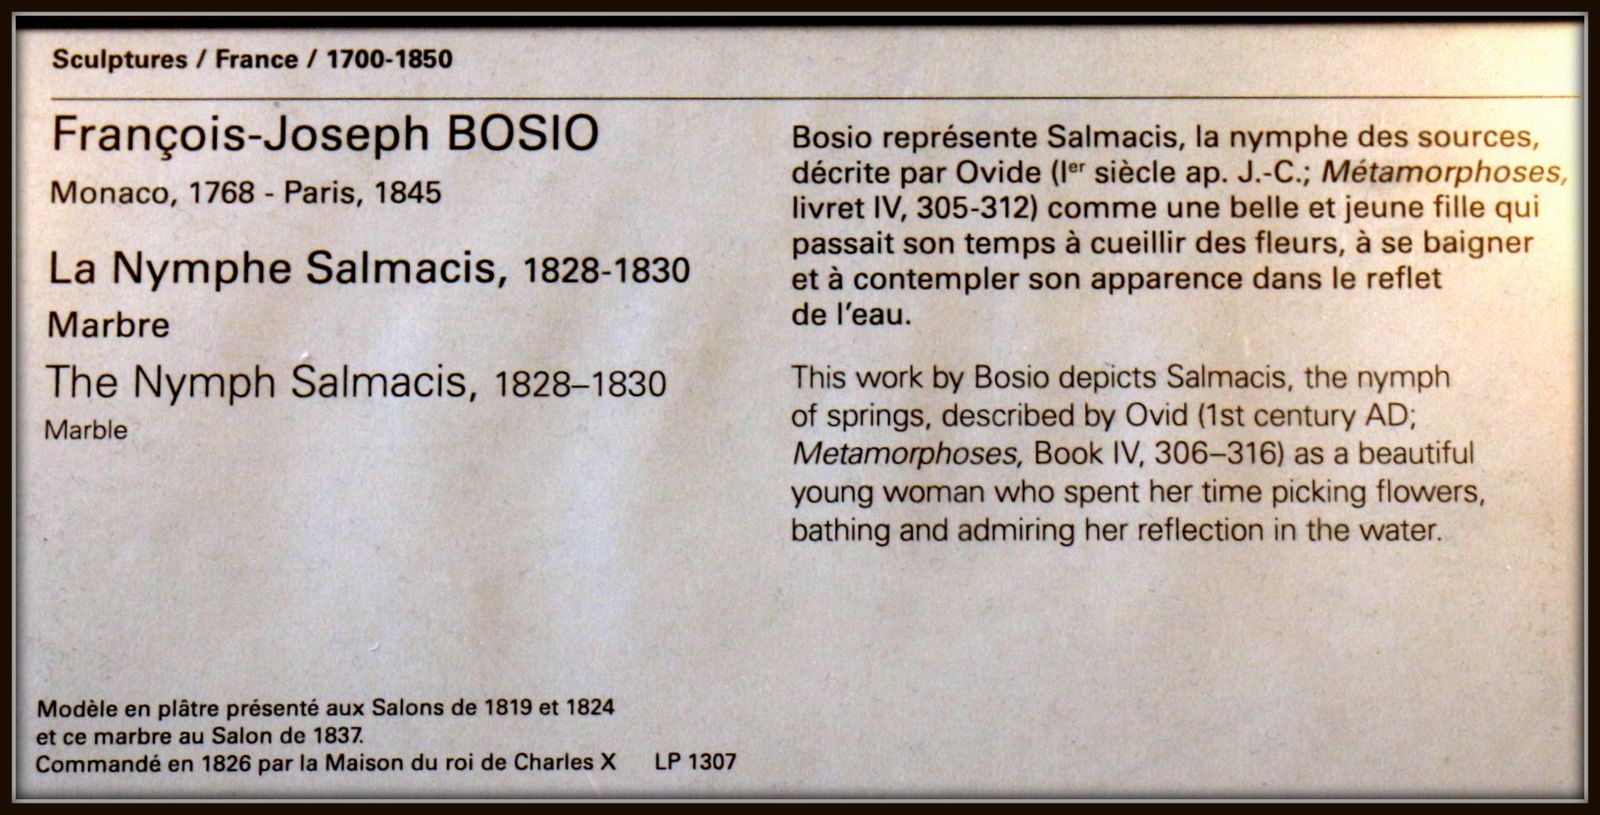 Sculptures / France / 1700-1850
François-Joseph BOSIO
Monaco, 1768 - Paris, 1845
La Nymphe Salmacis, 1828-1830
Marbre
The Nymph Salmacis, 1828–1830
Marble
Bosio représente Salmacis, la nymphe des sources,
décrite par Ovide (Ier siècle ap. J.-C.; Métamorphoses,
livret IV, 305-312) comme une belle et jeune fille qui
passait son temps à cueillir des fleurs, à se baigner
et à contempler son apparence dans le reflet
de l'eau.
This work by Bosio depicts Salmacis, the nymph
of springs, described by Ovid (1st century AD;
Metamorphoses, Book IV, 306–316) as a beautiful
young woman who spent her time picking flowers,
bathing and admiring her reflection in the water.
Modèle en plâtre présenté aux Salons de 1819 et 1824
et ce marbre au Salon de 1837.
Commandé en 1826 par la Maison du roi de Charles X LP 1307